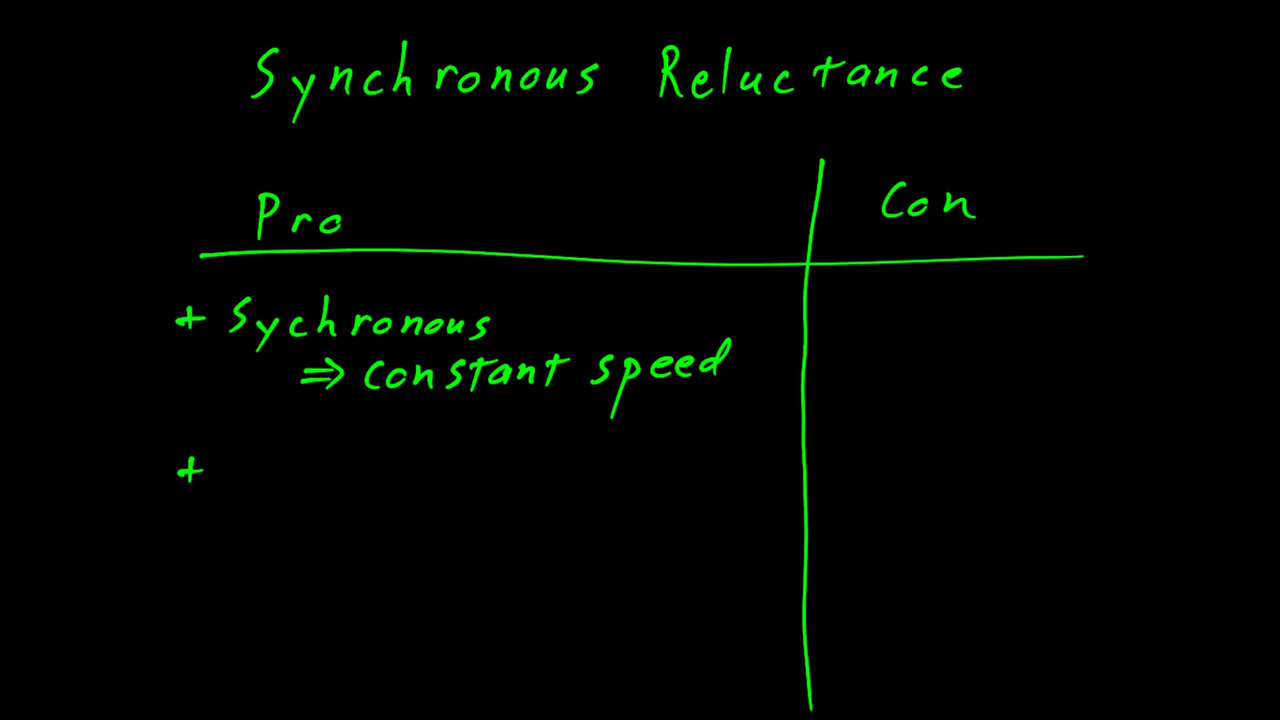 Synchronous Reluctance
Pro
Con
+ Sychronous
⇒ constant speed
+